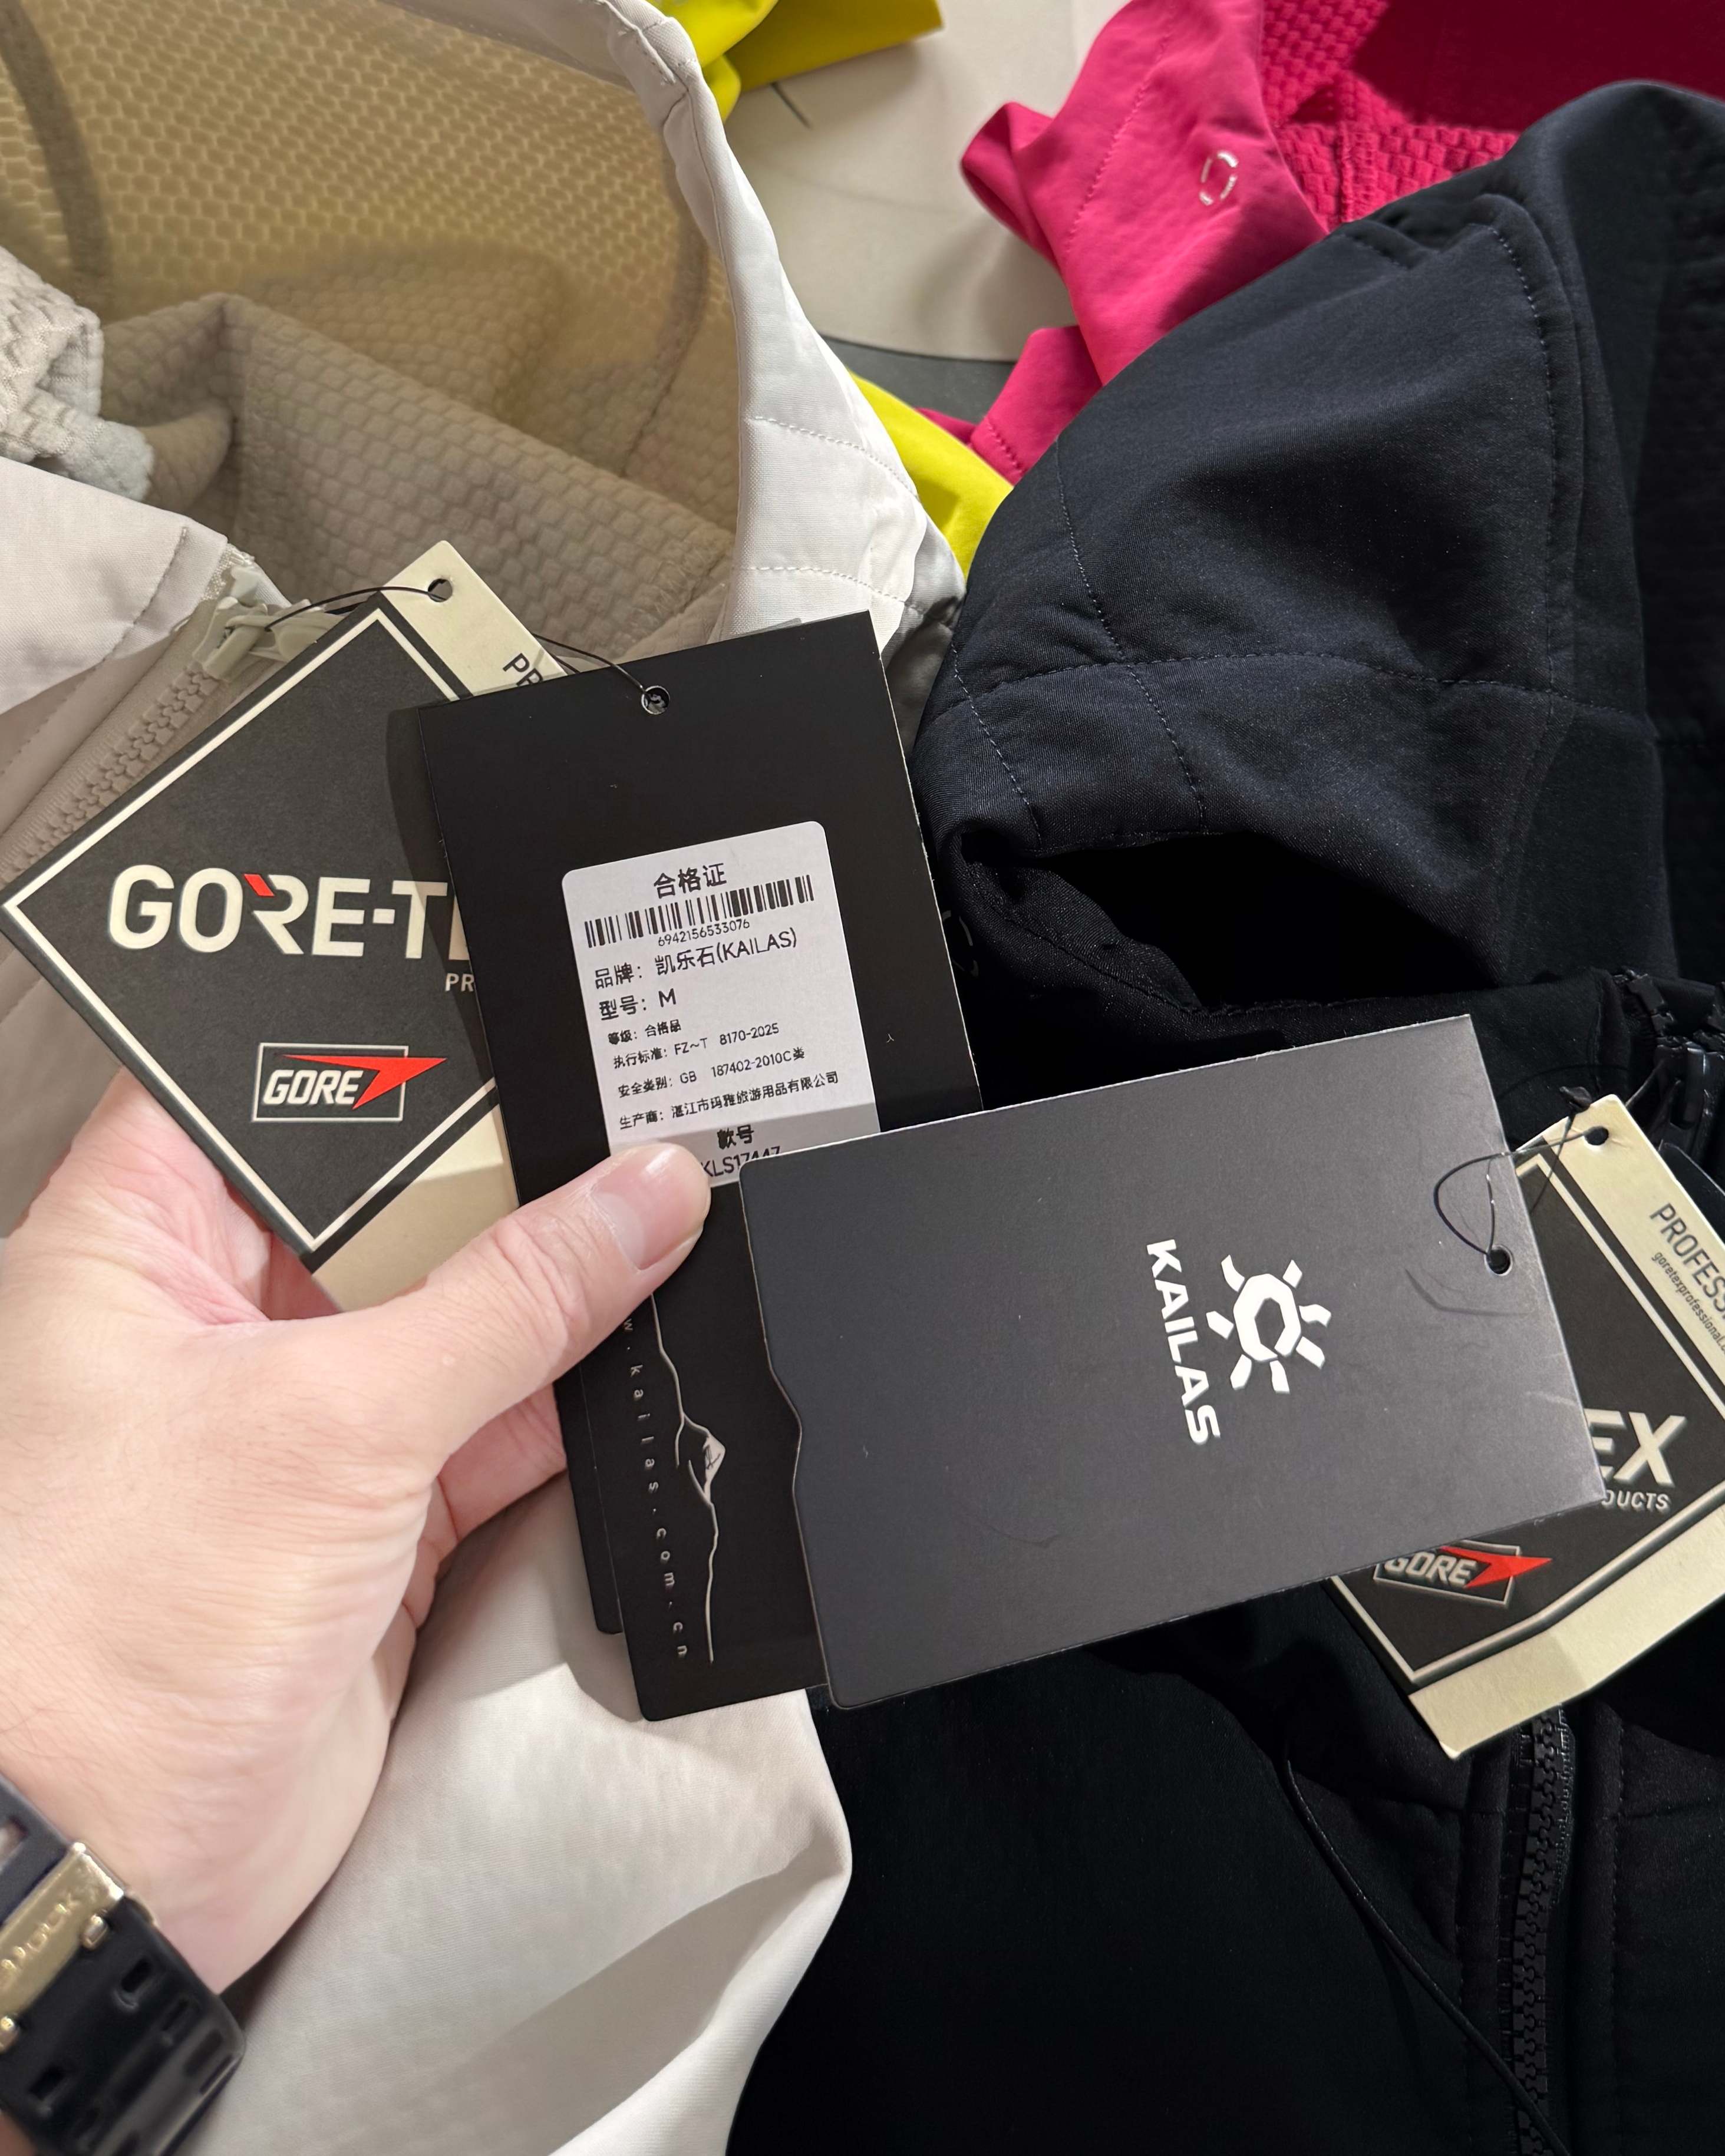 GORE-T
PR
GORE
合格证
6942156533076
品牌: 凯乐石(KAILAS)
型号: M
等级: 合格品
执行标准: FZ~T 8170-2025
安全类别: GB 187402-2010C类
生产商: 湛江市玛雅旅游用品有限公司
款号
KLS17447
w.kailas.com.cn
KAILAS
PROFESS
goretexprofessional.c
EX
DUCTS
GORE